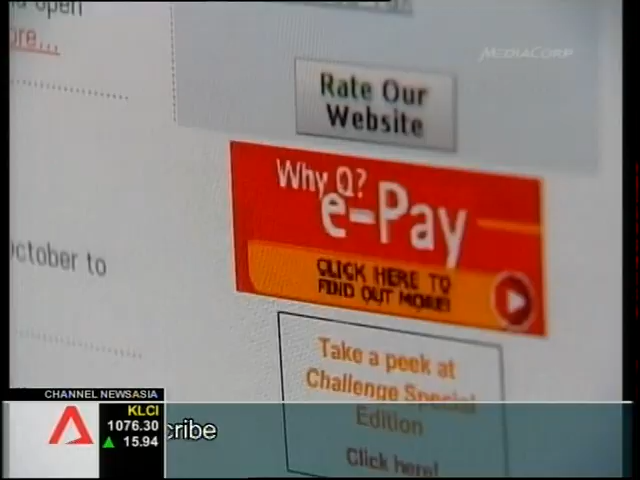 open
re...
MEDIACORP
Rate Our
Website
Why Q?
e-Pay
CLICK HERE TO
FIND OUT MORE!
ctober to
Take a peek at
Challenge Special
Edition
Click here!
CHANNEL NEWSASIA
KLCI
1076.30
15.94
cribe